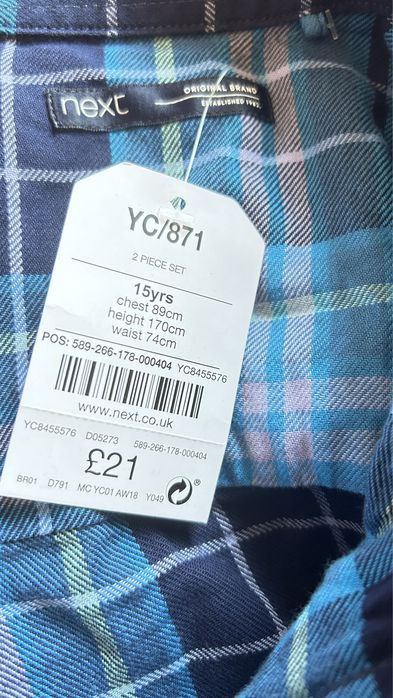 next
ORIGINAL BRAND
ESTABLISHED 1982
YC/871
2 PIECE SET
15yrs
chest 89cm
height 170cm
waist 74cm
POS: 589-266-178-000404 YC8455576
www.next.co.uk
YC8455576 D05273 589-266-178-000404
£21
BR01 D791 MC YC01 AW18 Y049 ®